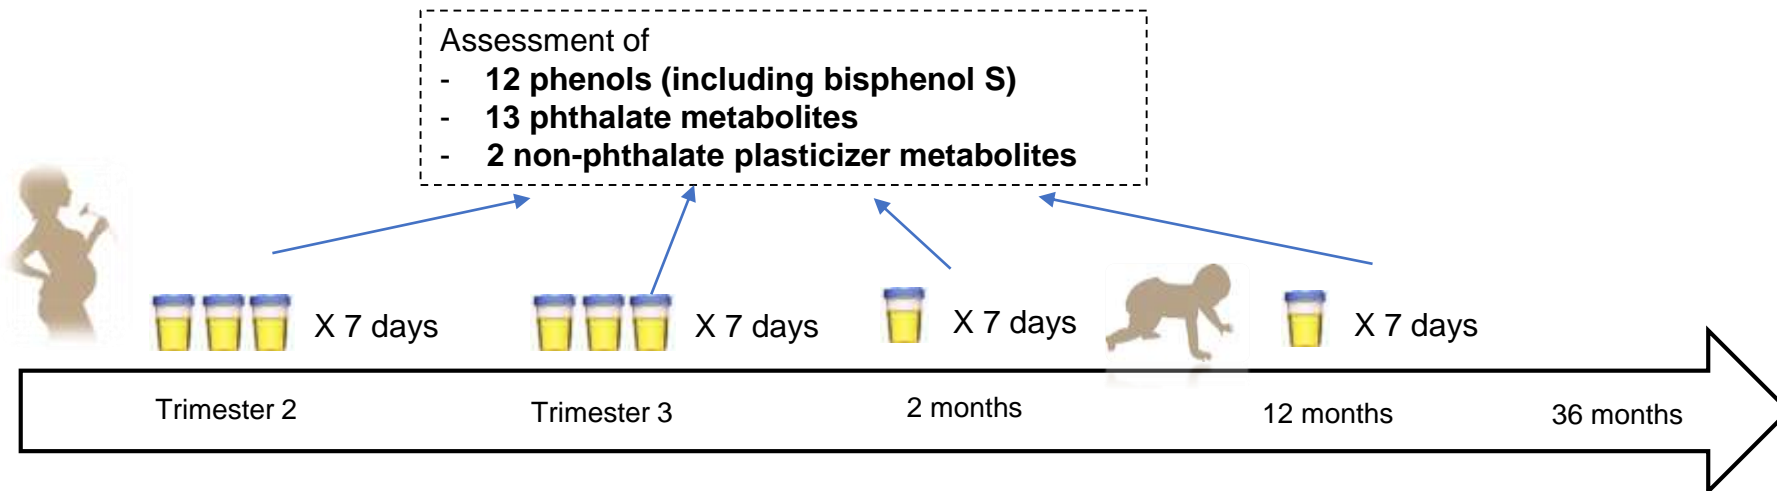 Assessment of
- 12 phenols (including bisphenol S)
- 13 phthalate metabolites
- 2 non-phthalate plasticizer metabolites
X 7 days
X 7 days
X 7 days
X 7 days
Trimester 2
Trimester 3
2 months
12 months
36 months